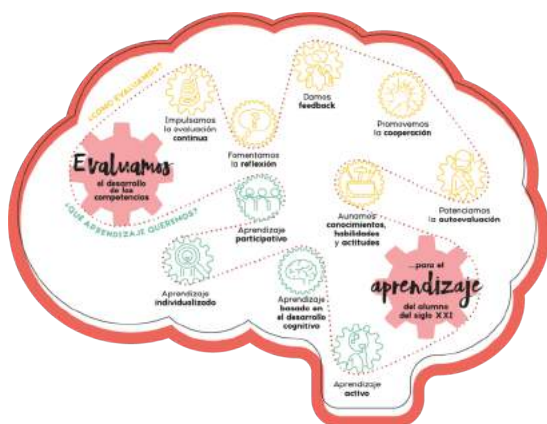 ¿CÓMO EVALUAMOS?
Impulsamos
la evaluación
continua
Fomentamos
la reflexión
Damos
feedback
Promovemos
la cooperación
Potenciamos
la autoevaluación
Aunamos
conocimientos,
habilidades
y actitudes
Evaluamos
el desarrollo
de las
competencias
¿QUÉ APRENDIZAJE QUEREMOS?
Aprendizaje
participativo
Aprendizaje
individualizado
Aprendizaje
basado en
el desarrollo
cognitivo
Aprendizaje
activo
...para el
aprendizaje
del alumno
del siglo XXI